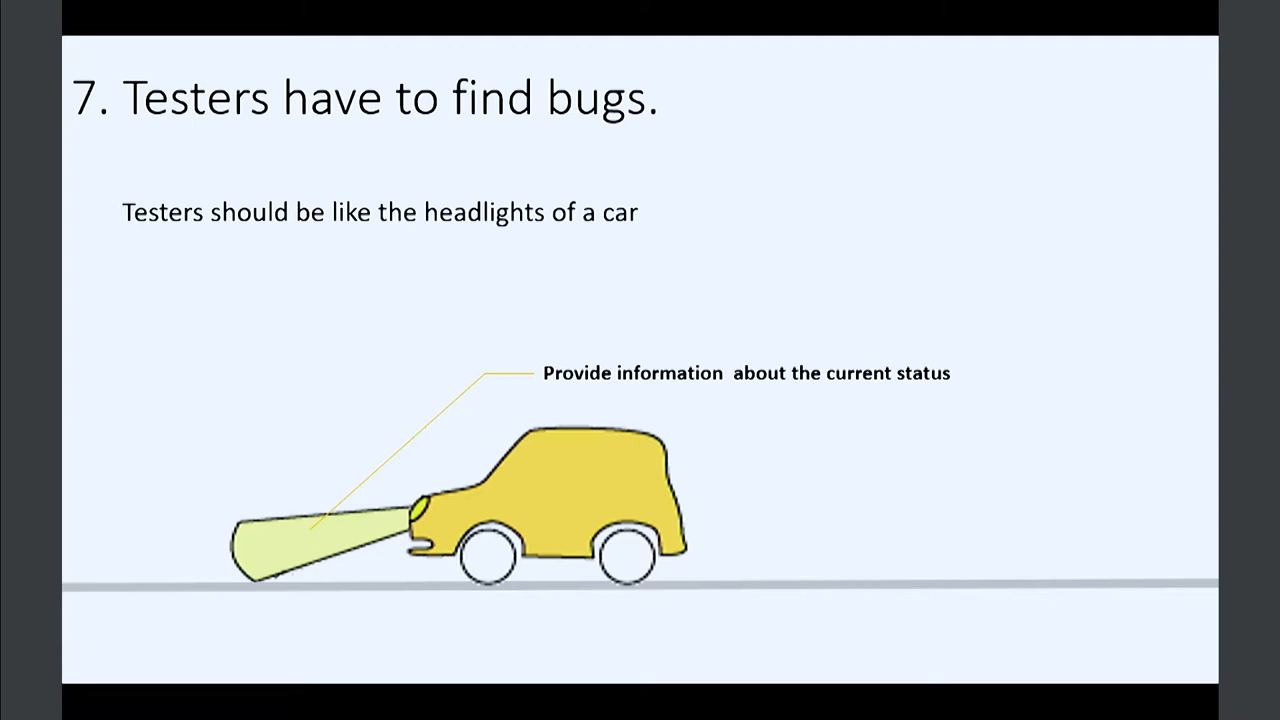 7. Testers have to find bugs.
Testers should be like the headlights of a car
Provide information about the current status